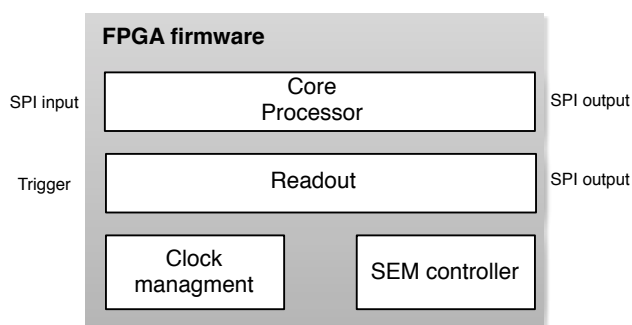 FPGA firmware
Core
Processor
SPI input
SPI output
Readout
Trigger
SPI output
Clock
managment
SEM controller